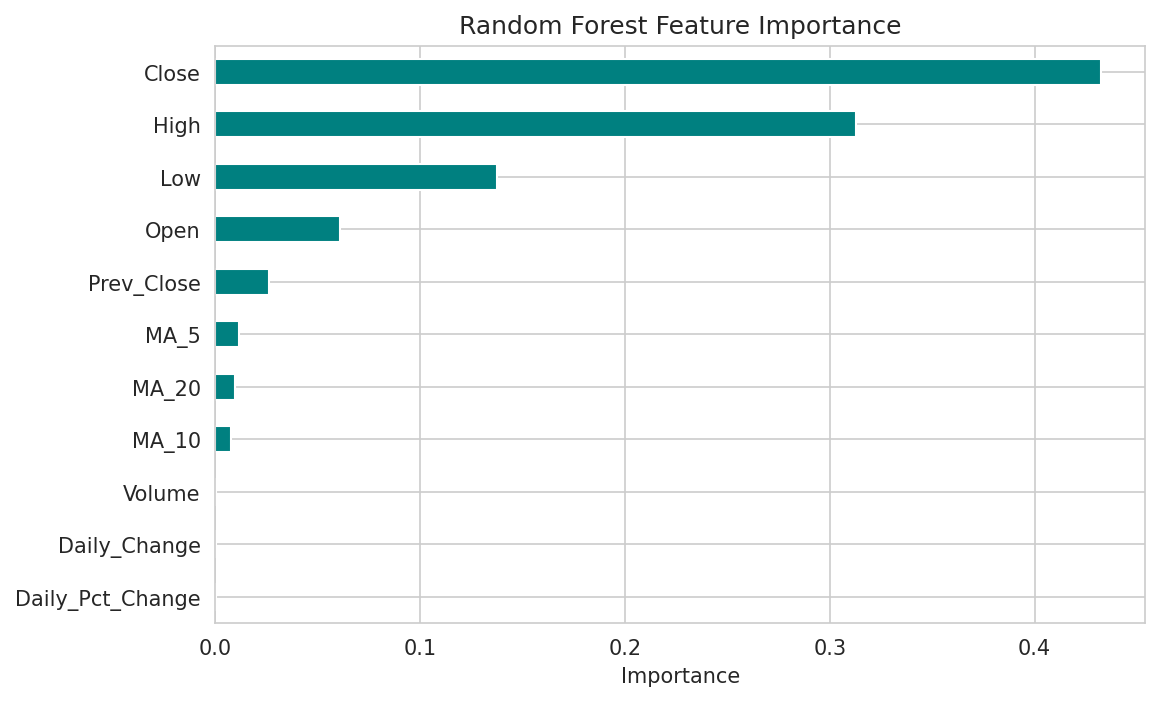 Random Forest Feature Importance
Close
High
Low
Open
Prev_Close
MA_5
MA_20
MA_10
Volume
Daily_Change
Daily_Pct_Change
0.0 0.1 0.2 0.3 0.4
Importance